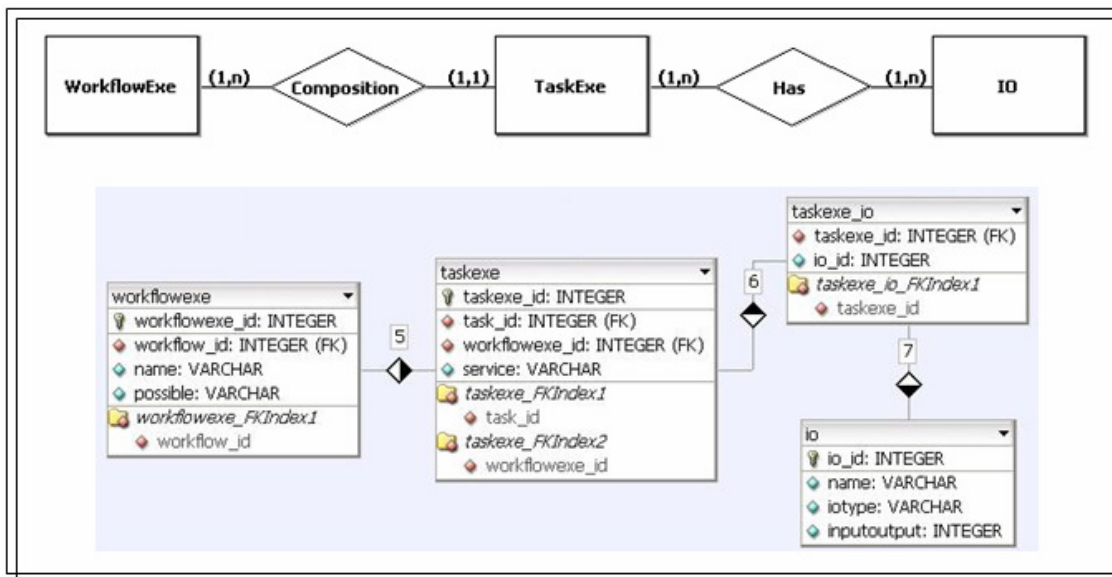 WorkflowExe (1,n) Composition (1,1) TaskExe (1,n) Has (1,n) IO
workflowexe
workflowexe_id: INTEGER
workflow_id: INTEGER (FK)
name: VARCHAR
possible: VARCHAR
workflowexe_FKIndex1
workflow_id
5
taskexe
taskexe_id: INTEGER
task_id: INTEGER (FK)
workflowexe_id: INTEGER (FK)
service: VARCHAR
taskexe_FKIndex1
task_id
taskexe_FKIndex2
workflowexe_id
6
taskexe_io
taskexe_id: INTEGER (FK)
io_id: INTEGER
taskexe_io_FKIndex1
taskexe_id
7
io
io_id: INTEGER
name: VARCHAR
iotype: VARCHAR
inputoutput: INTEGER